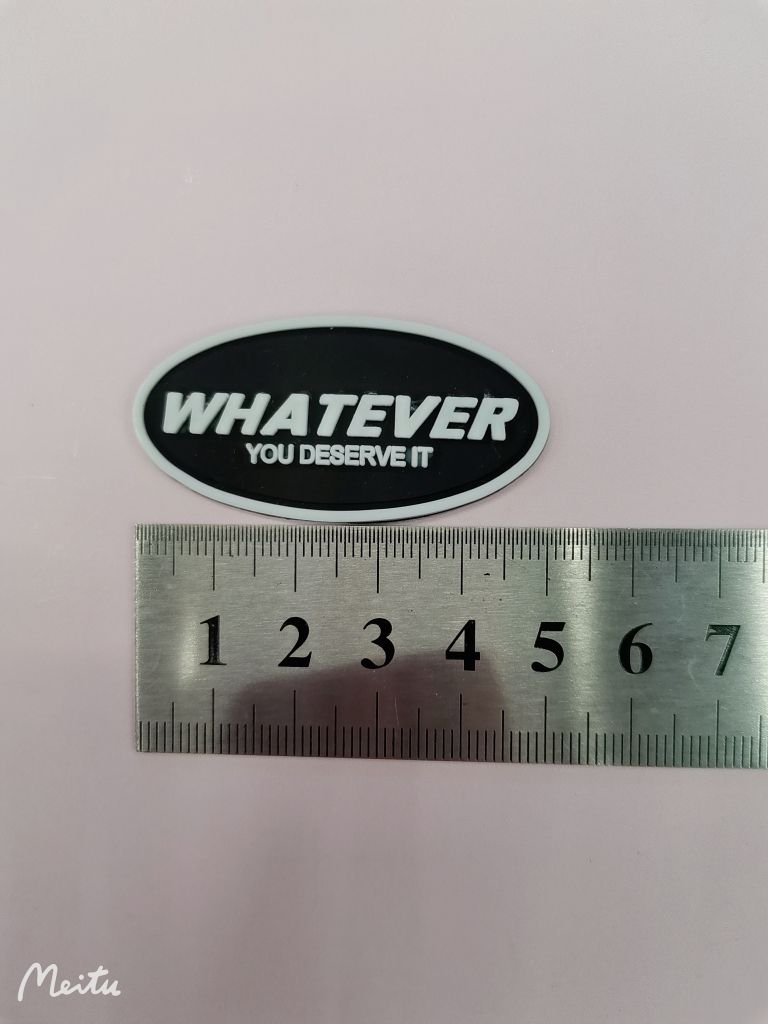 WHATEVER
YOU DESERVE IT
1 2 3 4 5 6 7
Meitu